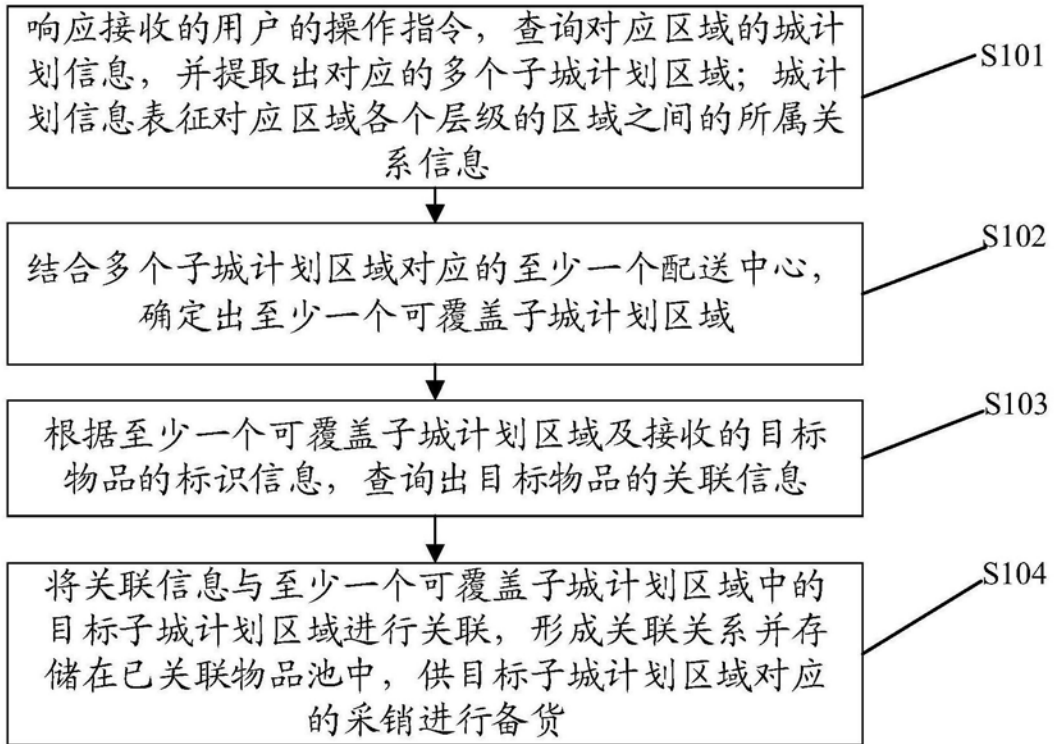 响应接收的用户的操作指令，查询对应区域的城计
划信息，并提取出对应的多个子城计划区域；城计
划信息表征对应区域各个层级的区域之间的所属关
系信息
S101
结合多个子城计划区域对应的至少一个配送中心，
确定出至少一个可覆盖子城计划区域
S102
根据至少一个可覆盖子城计划区域及接收的目标
物品的标识信息，查询出目标物品的关联信息
S103
将关联信息与至少一个可覆盖子城计划区域中的
目标子城计划区域进行关联，形成关联关系并存
储在已关联物品池中，供目标子城计划区域对应
的采销进行备货
S104